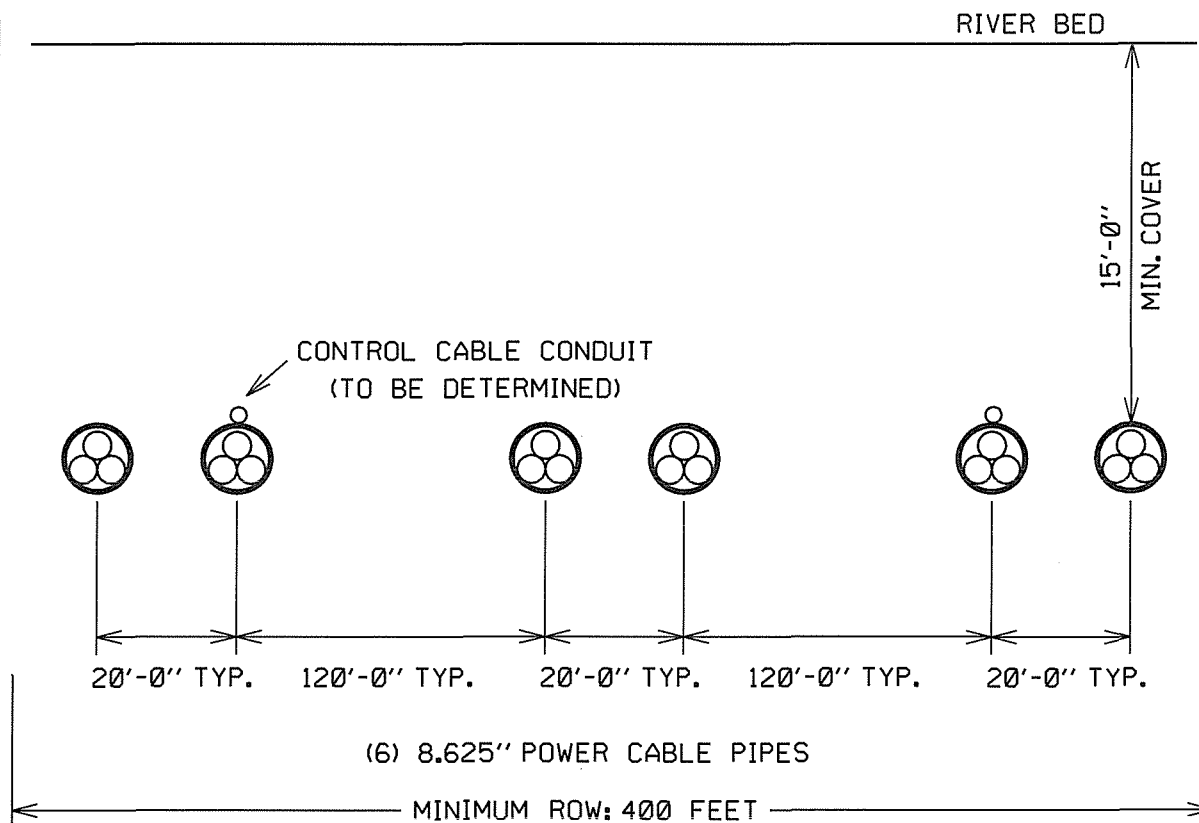 RIVER BED
15'-0"
MIN. COVER
CONTROL CABLE CONDUIT
(TO BE DETERMINED)
20'-0" TYP.
120'-0" TYP.
20'-0" TYP.
120'-0" TYP.
20'-0" TYP.
(6) 8.625" POWER CABLE PIPES
MINIMUM ROW: 400 FEET